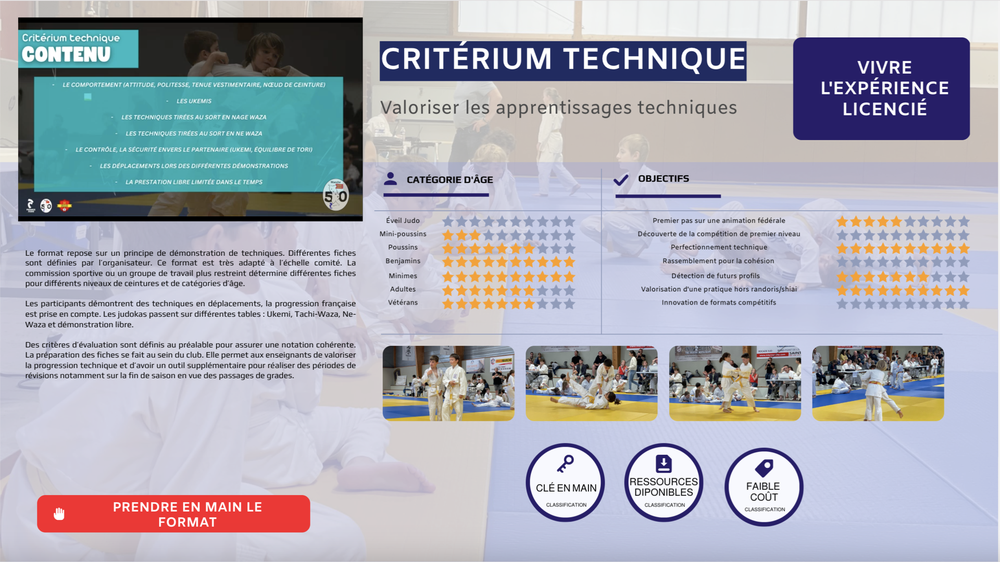 Critérium technique
CONTENU
- LE COMPORTEMENT (ATTITUDE, POLITESSE, TENUE VESTIMENTAIRE, NŒUD DE CEINTURE)
- LES UKEMIS
- LES TECHNIQUES TIRÉES AU SORT EN NAGE WAZA
- LES TECHNIQUES TIRÉES AU SORT EN NE WAZA
- LE CONTRÔLE, LA SÉCURITÉ ENVERS LE PARTENAIRE (UKEMI, ÉQUILIBRE DE TORI)
- LES DÉPLACEMENTS LORS DES DIFFÉRENTES DÉMONSTRATIONS
- LA PRESTATION LIBRE LIMITÉE DANS LE TEMPS
Manche
50
Le format repose sur un principe de démonstration de techniques. Différentes fiches
sont définies par l'organisateur. Ce format est très adapté à l'échelle comité. La
commission sportive ou un groupe de travail plus restreint détermine différentes fiches
pour différents niveaux de ceintures et de catégories d'âge.
Les participants démontrent des techniques en déplacements, la progression française
est prise en compte. Les judokas passent sur différentes tables : Ukemi, Tachi-Waza, Ne-
Waza et démonstration libre.
Des critères d'évaluation sont définis au préalable pour assurer une notation cohérente.
La préparation des fiches se fait au sein du club. Elle permet aux enseignants de valoriser
la progression technique et d'avoir un outil supplémentaire pour réaliser des périodes de
révisions notamment sur la fin de saison en vue des passages de grades.
PRENDRE EN MAIN LE
FORMAT
CRITÉRIUM TECHNIQUE
Valoriser les apprentissages techniques
VIVRE
L'EXPÉRIENCE
LICENCIÉ
CATÉGORIE D'ÂGE
Éveil Judo
Mini-poussins
Poussins
Benjamins
Minimes
Adultes
Vétérans
OBJECTIFS
Premier pas sur une animation fédérale
Découverte de la compétition de premier niveau
Perfectionnement technique
Rassemblement pour la cohésion
Détection de futurs profils
Valorisation d'une pratique hors randoris/shiai
Innovation de formats compétitifs
CLÉ EN MAIN
CLASSIFICATION
RESSOURCES
DIPONIBLES
CLASSIFICATION
FAIBLE
COÛT
CLASSIFICATION